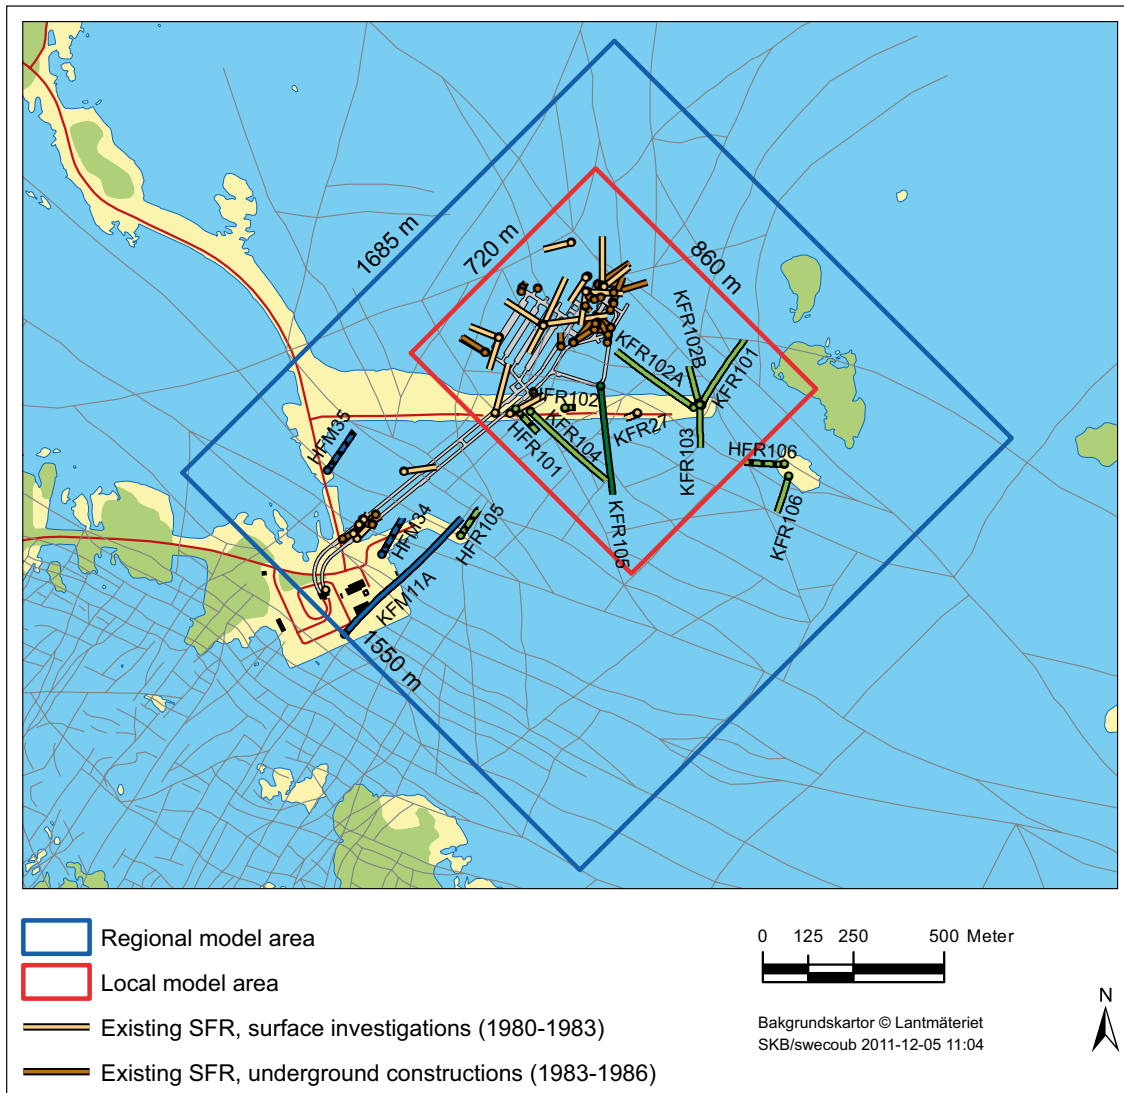 1685 m
720 m
860 m
KFR102B
KFR102A
KFR101
HFR102
KFR27
KFR104
HFR101
KFR103
HFM35
HFR106
KFR106
HFM34
HFR105
KFR105
KFM11A
1550 m
Regional model area
Local model area
Existing SFR, surface investigations (1980-1983)
Existing SFR, underground constructions (1983-1986)
0 125 250 500 Meter
Bakgrundskartor © Lantmäteriet
SKB/swecoub 2011-12-05 11:04
N